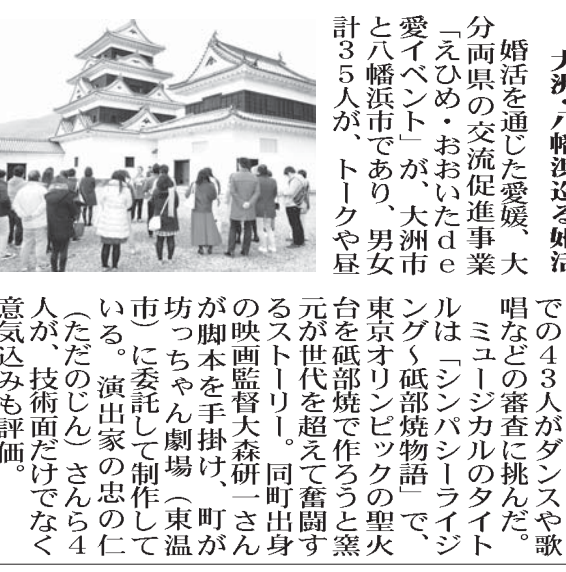 大洲・八幡浜巡る婚活
婚活を通じた愛媛、大
分両県の交流促進事業
「えひめ・おおいたde
愛イベント」が、大洲市
と八幡浜市であり、男女
計35人が、トークや昼
での43人がダンスや歌
唱などの審査に挑んだ。
ミュージカルのタイト
ルは「シンパシーライジ
ング～砥部焼物語」で、
東京オリンピックの聖火
台を砥部焼で作ろうと窯
元が世代を超えて奮闘す
るストーリー。同町出身
の映画監督大森研一さん
が脚本を手掛け、町が
坊っちゃん劇場（東温
市）に委託して制作して
いる。演出家の忠の仁
（ただのじん）さんら4
人が、技術面だけでなく
意気込みも評価。